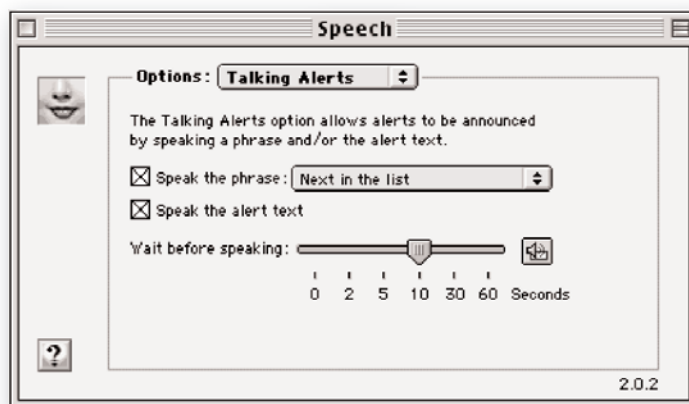 Speech
Options: Talking Alerts
The Talking Alerts option allows alerts to be announced
by speaking a phrase and/or the alert text.
Speak the phrase: Next in the list
Speak the alert text
Wait before speaking:
0 2 5 10 30 60 Seconds
?
2.0.2